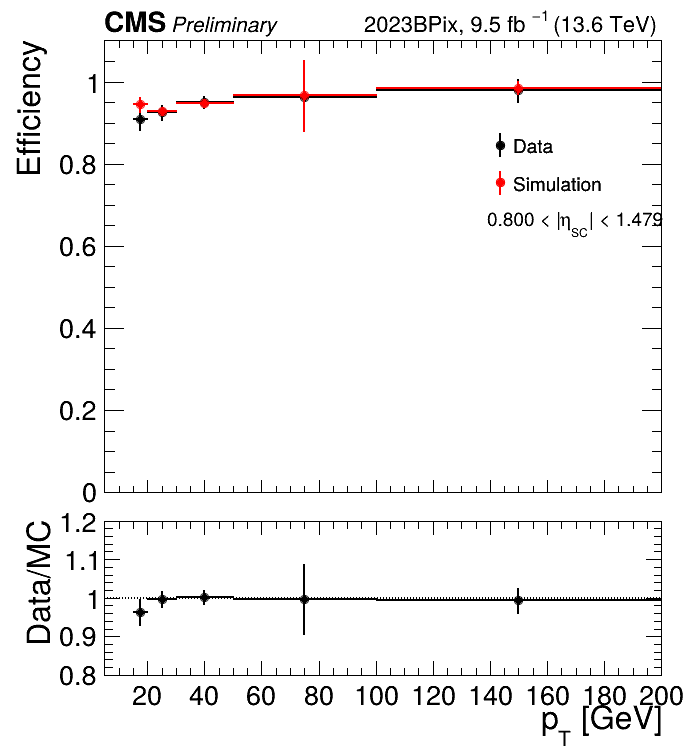 CMS Preliminary 2023BPix, 9.5 fb⁻¹ (13.6 TeV)
Efficiency
1
0.8
0.6
0.4
0.2
0
Data
Simulation
0.800 < |η_SC| < 1.479
Data/MC
1.2
1.1
1
0.9
0.8
20 40 60 80 100 120 140 160 180 200
p_T [GeV]